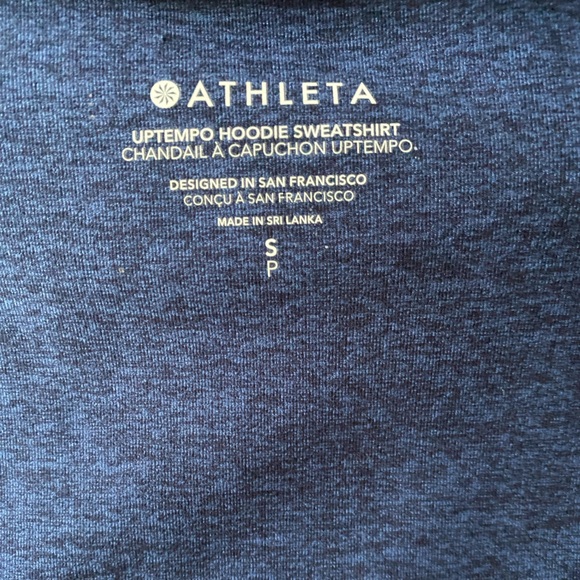 ATHLETA
UPTEMPO HOODIE SWEATSHIRT
CHANDAIL À CAPUCHON UPTEMPO
DESIGNED IN SAN FRANCISCO
CONÇU À SAN FRANCISCO
MADE IN SRI LANKA
S
P